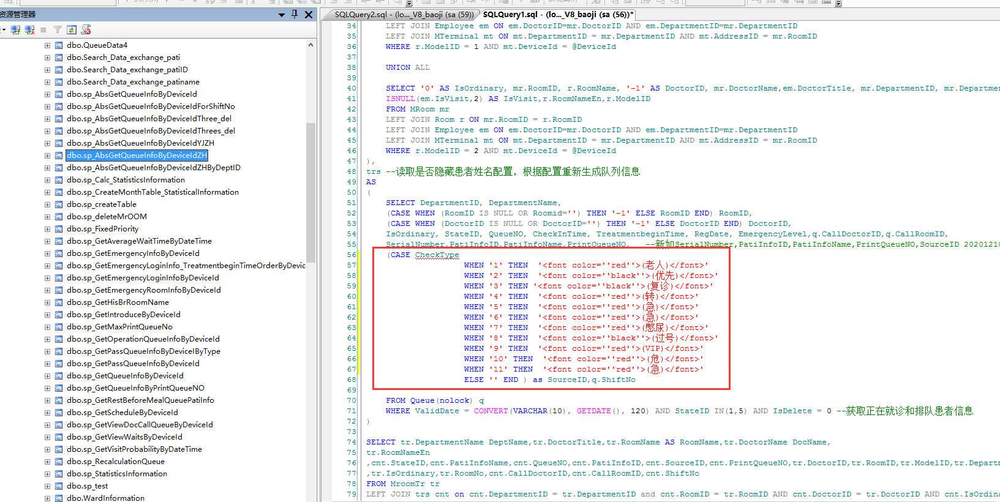 资源管理器
SQLQuery2.sql - (lo..._V8_baoji (sa (59))
SQLQuery1.sql - (lo..._V8_baoji (sa (56))*
dbo.QueueData4
dbo.Search_Data_exchange_pati
dbo.Search_Data_exchange_patiID
dbo.Search_Data_exchange_patiname
dbo.sp_AbsGetQueueInfoByDeviceId
dbo.sp_AbsGetQueueInfoByDeviceIdForShiftNo
dbo.sp_AbsGetQueueInfoByDeviceIdThree_del
dbo.sp_AbsGetQueueInfoByDeviceIdThrees_del
dbo.sp_AbsGetQueueInfoByDeviceIdYJZH
dbo.sp_AbsGetQueueInfoByDeviceIdZH
dbo.sp_AbsGetQueueInfoByDeviceIdZHByDeptID
dbo.sp_Calc_StatisticsInformation
dbo.sp_CreateMonthTable_StatisticalInformation
dbo.sp_createTable
dbo.sp_deleteMrOOM
dbo.sp_FixedPriority
dbo.sp_GetAverageWaitTimeByDateTime
dbo.sp_GetEmergencyInfoByDeviceId
dbo.sp_GetEmergencyLoginInfo_TreatmentbeginTimeOrderByDevic
dbo.sp_GetEmergencyLoginInfoByDeviceId
dbo.sp_GetEmergencyRoomInfoByDeviceId
dbo.sp_GetHisBrRoomName
dbo.sp_GetIntroduceByDeviceId
dbo.sp_GetMaxPrintQueueNo
dbo.sp_GetOperationQueueInfoByDeviceId
dbo.sp_GetPassQueueInfoByDeviceIByType
dbo.sp_GetPassQueueInfoByDeviceId
dbo.sp_GetQueueInfoByDeviceId
dbo.sp_GetQueueInfoByPrintQueueNO
dbo.sp_GetRestBeforeMealQueuePatiInfo
dbo.sp_GetScheduleByDeviceId
dbo.sp_GetViewDocCallQueueByDeviceId
dbo.sp_GetViewWaitsByDeviceId
dbo.sp_GetVisitProbabilityByDateTime
dbo.sp_RecalculationQueue
dbo.sp_StatisticsInformation
dbo.sp_test
dbo.WardInformation
34 LEFT JOIN Employee em ON em.DoctorID=mr.DoctorID AND em.DepartmentID=mr.DepartmentID
35 LEFT JOIN MTerminal mt ON mt.DepartmentID = mr.DepartmentID AND mt.AddressID = mr.RoomID
36 WHERE r.ModelID = 1 AND mt.DeviceId = @DeviceId
37
38 UNION ALL
39
40 SELECT '0' AS IsOrdinary, mr.RoomID, r.RoomName, '-1' AS DoctorID, mr.DoctorName,em.DoctorTitle, mr.DepartmentID, mr.Departmen
41 ISNULL(em.IsVisit,2) AS IsVisit,r.RoomNameEn,r.ModelID
42 FROM MRoom mr
43 LEFT JOIN Room r ON mr.RoomID = r.RoomID
44 LEFT JOIN Employee em ON em.DoctorID=mr.DoctorID AND em.DepartmentID=mr.DepartmentID
45 LEFT JOIN MTerminal mt ON mt.DepartmentID = mr.DepartmentID AND mt.AddressID = mr.RoomID
46 WHERE r.ModelID = 2 AND mt.DeviceId = @DeviceId
47 ),
48 trs --读取是否隐藏患者姓名配置，根据配置重新生成队列信息
49 AS
50 (
51 SELECT DepartmentID, DepartmentName,
52 (CASE WHEN (RoomID IS NULL OR Roomid='') THEN '-1' ELSE RoomID END) RoomID,
53 (CASE WHEN (DoctorID IS NULL OR DoctorID='') THEN '-1' ELSE DoctorID END) DoctorID,
54 IsOrdinary, StateID, QueueNO, CheckInTime, TreatmentbeginTime, RegDate, EmergencyLevel,q.CallDoctorID,q.CallRoomID,
55 SerialNumber,PatiInfoID,PatiInfoName,PrintQueueNO, --新加SerialNumber,PatiInfoID,PatiInfoName,PrintQueueNO,SourceID 2020121
56 (CASE CheckType
57 WHEN '1' THEN '<font color=''red''>(老人)</font>'
58 WHEN '2' THEN '<font color=''black''>(优先)</font>'
59 WHEN '3' THEN '<font color=''black''>(复诊)</font>'
60 WHEN '4' THEN '<font color=''red''>(转)</font>'
61 WHEN '5' THEN '<font color=''red''>(急)</font>'
62 WHEN '6' THEN '<font color=''red''>(急)</font>'
63 WHEN '7' THEN '<font color=''red''>(憋尿)</font>'
64 WHEN '8' THEN '<font color=''black''>(过号)</font>'
65 WHEN '9' THEN '<font color=''red''>(VIP)</font>'
66 WHEN '10' THEN '<font color=''red''>(危)</font>'
67 WHEN '11' THEN '<font color=''red''>(急)</font>'
68 ELSE '' END ) as SourceID,q.ShiftNo
69
70 FROM Queue(nolock) q
71 WHERE ValidDate = CONVERT(VARCHAR(10), GETDATE(), 120) AND StateID IN(1,5) AND IsDelete = 0 --获取正在就诊和排队患者信息
72 )
73
74 SELECT tr.DepartmentName DeptName,tr.DoctorTitle,tr.RoomName AS RoomName,tr.DoctorName DocName,
75 tr.RoomNameEn
76 ,cnt.StateID,cnt.PatiInfoName,cnt.QueueNO,cnt.PatiInfoID,cnt.SourceID,cnt.PrintQueueNO,tr.DoctorID,tr.RoomID,tr.ModelID,tr.Depart
77 ,tr.IsOrdinary,tr.RoomNo,cnt.CallDoctorID,cnt.CallRoomID,cnt.ShiftNo
78 FROM MroomTr tr
79 LEFT JOIN trs cnt on cnt.DepartmentID = tr.DepartmentID and cnt.RoomID = tr.RoomID AND cnt.DoctorID = tr.DoctorID AND cnt.IsOrdina